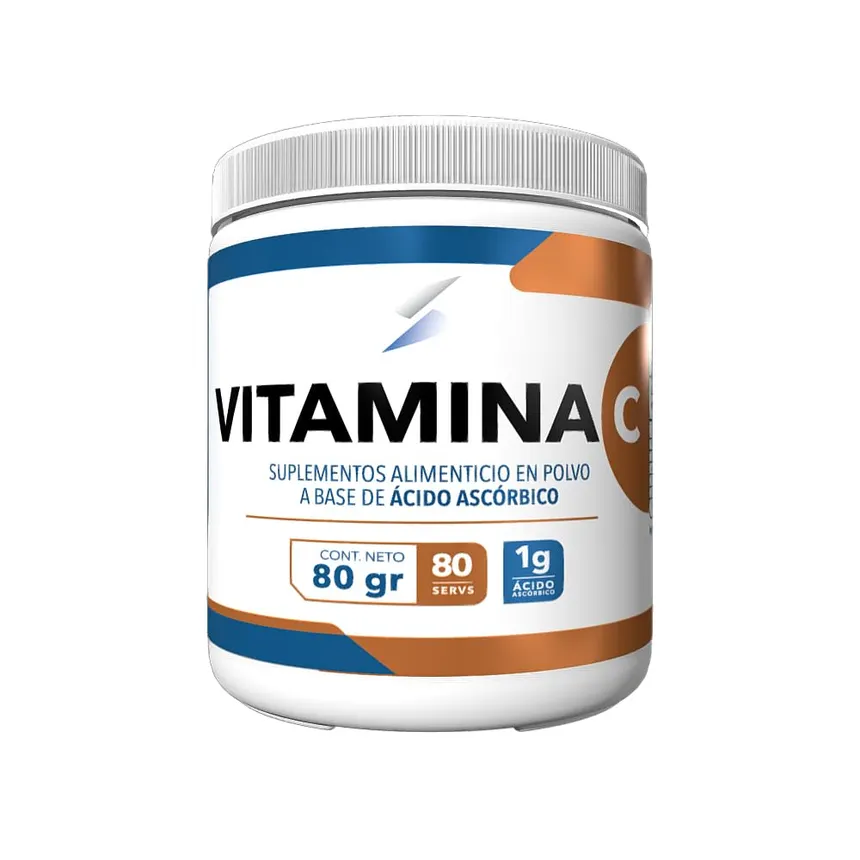 VITAMINA C
SUPLEMENTOS ALIMENTICIO EN POLVO
A BASE DE ÁCIDO ASCÓRBICO
CONT. NETO
80 gr
80
SERVS
1g
ÁCIDO
ASCÓRBICO